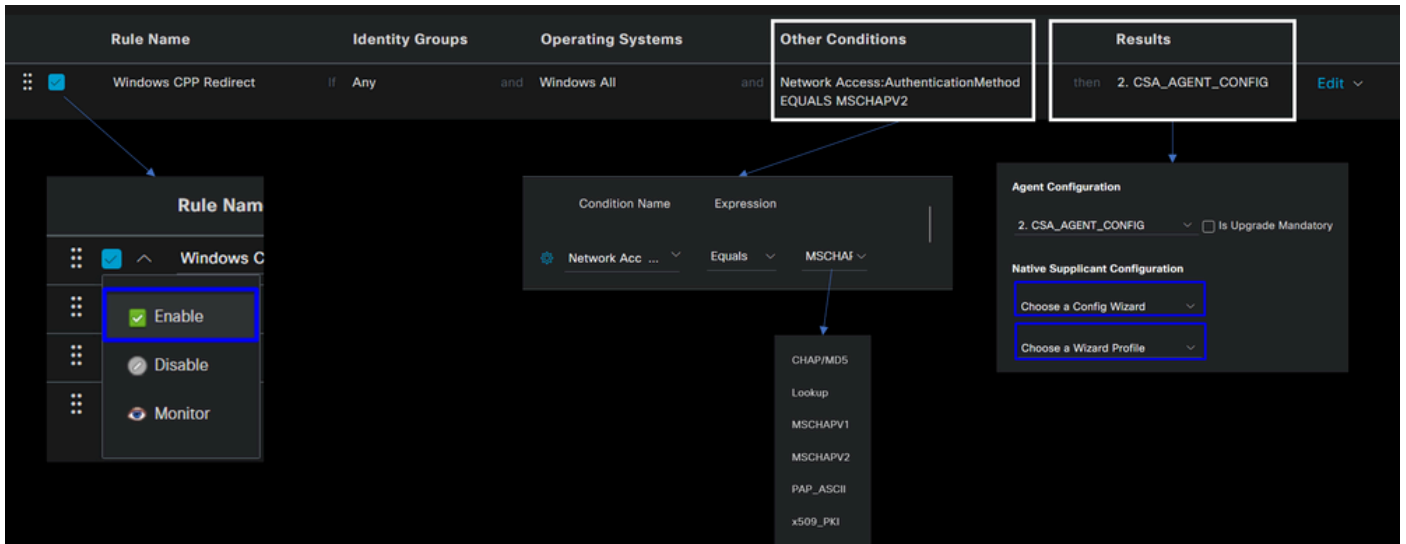 Rule Name Identity Groups Operating Systems Other Conditions Results
Windows CPP Redirect If Any and Windows All and Network Access:AuthenticationMethod then 2. CSA_AGENT_CONFIG Edit
EQUALS MSCHAPV2
Rule Nam
Windows C
Enable
Disable
Monitor
Condition Name Expression
Network Acc ... Equals MSCHAF
CHAP/MD5
Lookup
MSCHAPV1
MSCHAPV2
PAP_ASCII
x509_PKI
Agent Configuration
2. CSA_AGENT_CONFIG Is Upgrade Mandatory
Native Supplicant Configuration
Choose a Config Wizard
Choose a Wizard Profile